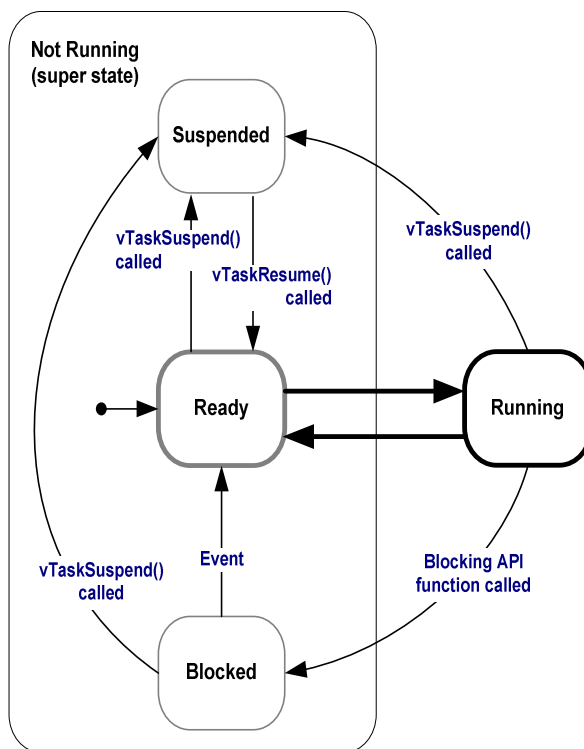 Not Running
(super state)
Suspended
vTaskSuspend()
called
vTaskResume()
called
vTaskSuspend()
called
Ready
Running
Event
vTaskSuspend()
called
Blocking API
function called
Blocked